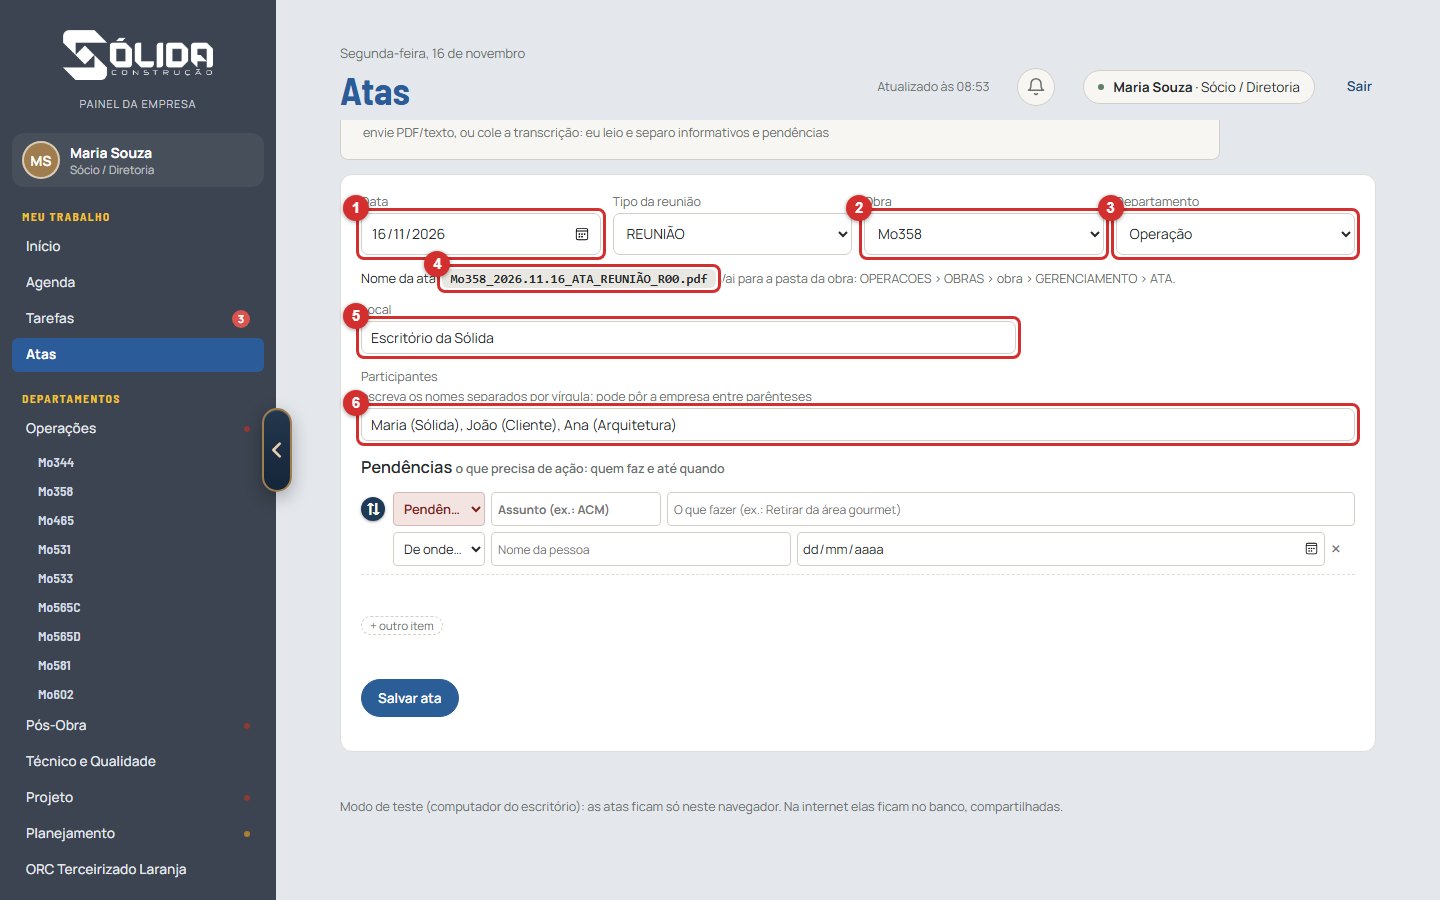 SÓLIDA
CONSTRUÇÃO
PAINEL DA EMPRESA
MS
Maria Souza
Sócio / Diretoria
MEU TRABALHO
Início
Agenda
Tarefas
3
Atas
DEPARTAMENTOS
Operações
Mo344
Mo358
Mo465
Mo531
Mo533
Mo565C
Mo565D
Mo581
Mo602
Pós-Obra
Técnico e Qualidade
Projeto
Planejamento
ORC Terceirizado Laranja
Segunda-feira, 16 de novembro
Atas
Atualizado às 08:53
Maria Souza · Sócio / Diretoria
Sair
envie PDF/texto, ou cole a transcrição: eu leio e separo informativos e pendências
1
Data
Tipo da reunião
2
Obra
3
Departamento
16/11/2026
REUNIÃO
Mo358
Operação
4
Nome da ata
Mo358_2026.11.16_ATA_REUNIÃO_R00.pdf
Vai para a pasta da obra: OPERACOES › OBRAS › obra › GERENCIAMENTO › ATA.
5
Local
Escritório da Sólida
Participantes
6
escreva os nomes separados por vírgula; pode pôr a empresa entre parênteses
Maria (Sólida), João (Cliente), Ana (Arquitetura)
Pendências o que precisa de ação: quem faz e até quando
Pendên...
Assunto (ex.: ACM)
O que fazer (ex.: Retirar da área gourmet)
De onde...
Nome da pessoa
dd/mm/aaaa
×
+ outro item
Salvar ata
Modo de teste (computador do escritório): as atas ficam só neste navegador. Na internet elas ficam no banco, compartilhadas.